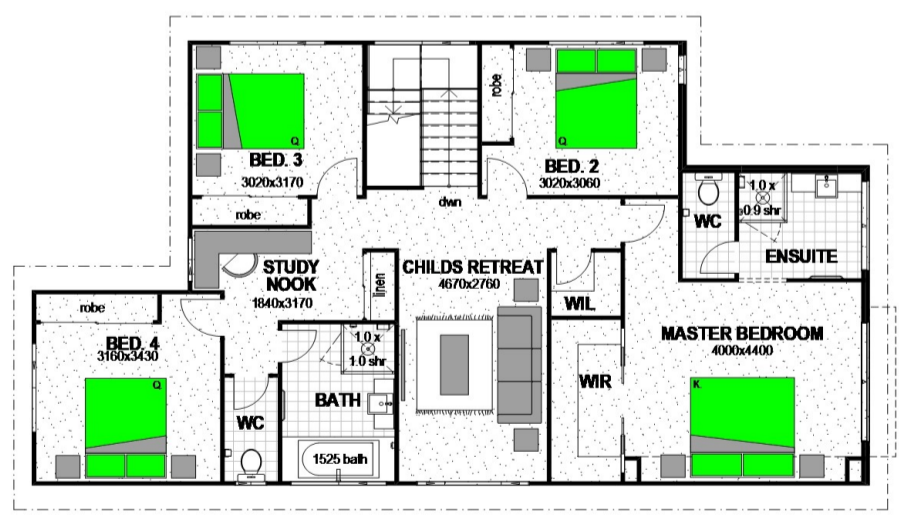 robe
Q
BED. 3
3020x3170
robe
dwn
Q
BED. 2
3020x3060
WC
1.0 x
0.9 shr
ENSUITE
STUDY
NOOK
1840x3170
linen
CHILDS RETREAT
4670x2760
WIL
robe
BED. 4
3160x3430
Q
1.0 x
1.0 shr
BATH
WC
1525 bath
WIR
MASTER BEDROOM
4000x4400
K